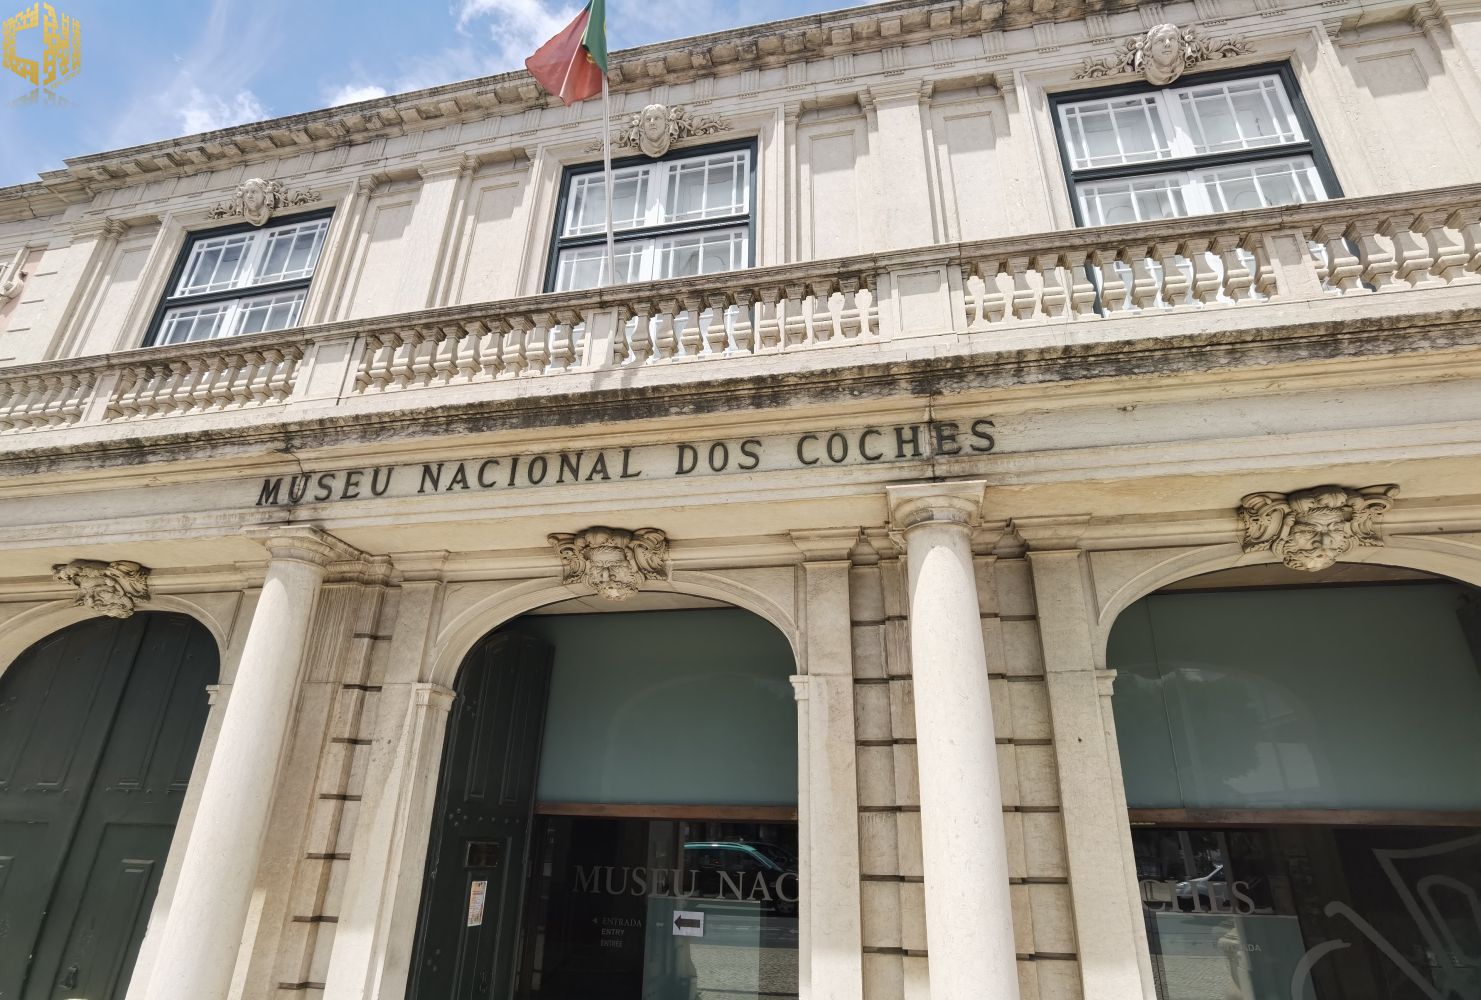 MUSEU NACIONAL DOS COCHES
MUSEU NAC
CHES
ENTRADA
ENTRY
ENTRÉE